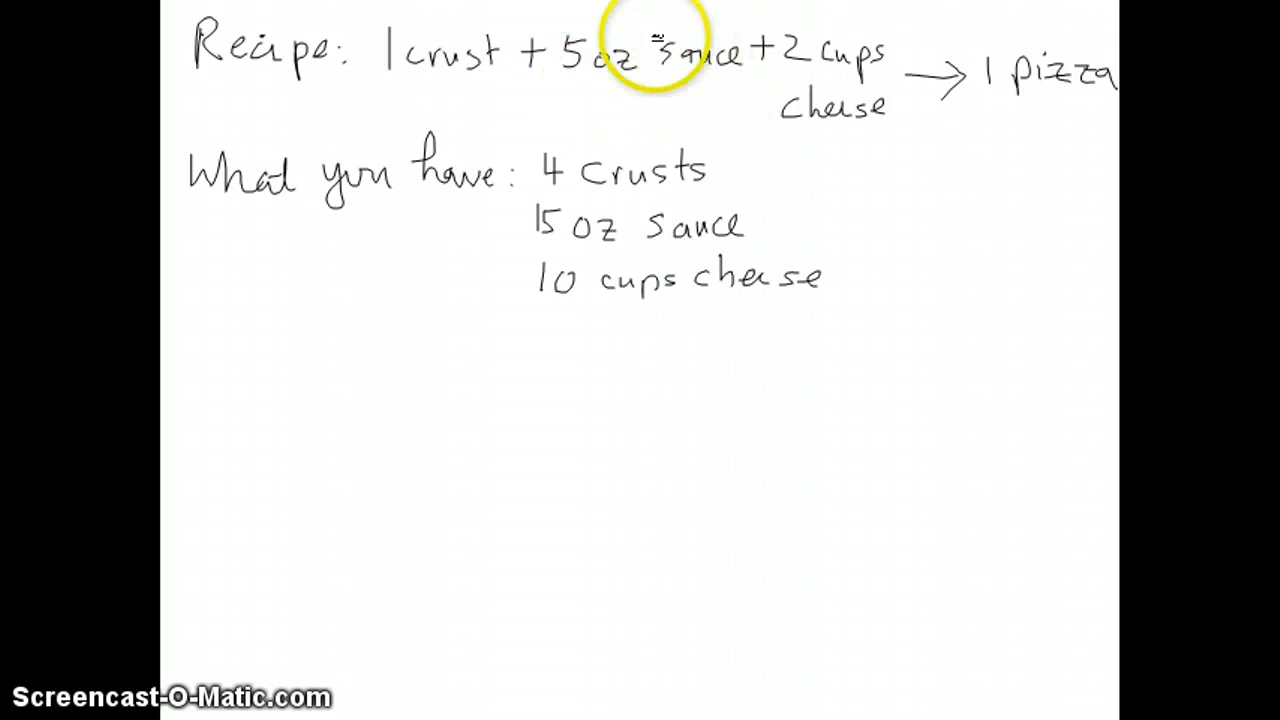 Recipe: 1 crust + 5 oz sauce + 2 cups
cheese → 1 pizza
What you have: 4 crusts
15 oz sauce
10 cups cheese
Screencast-O-Matic.com